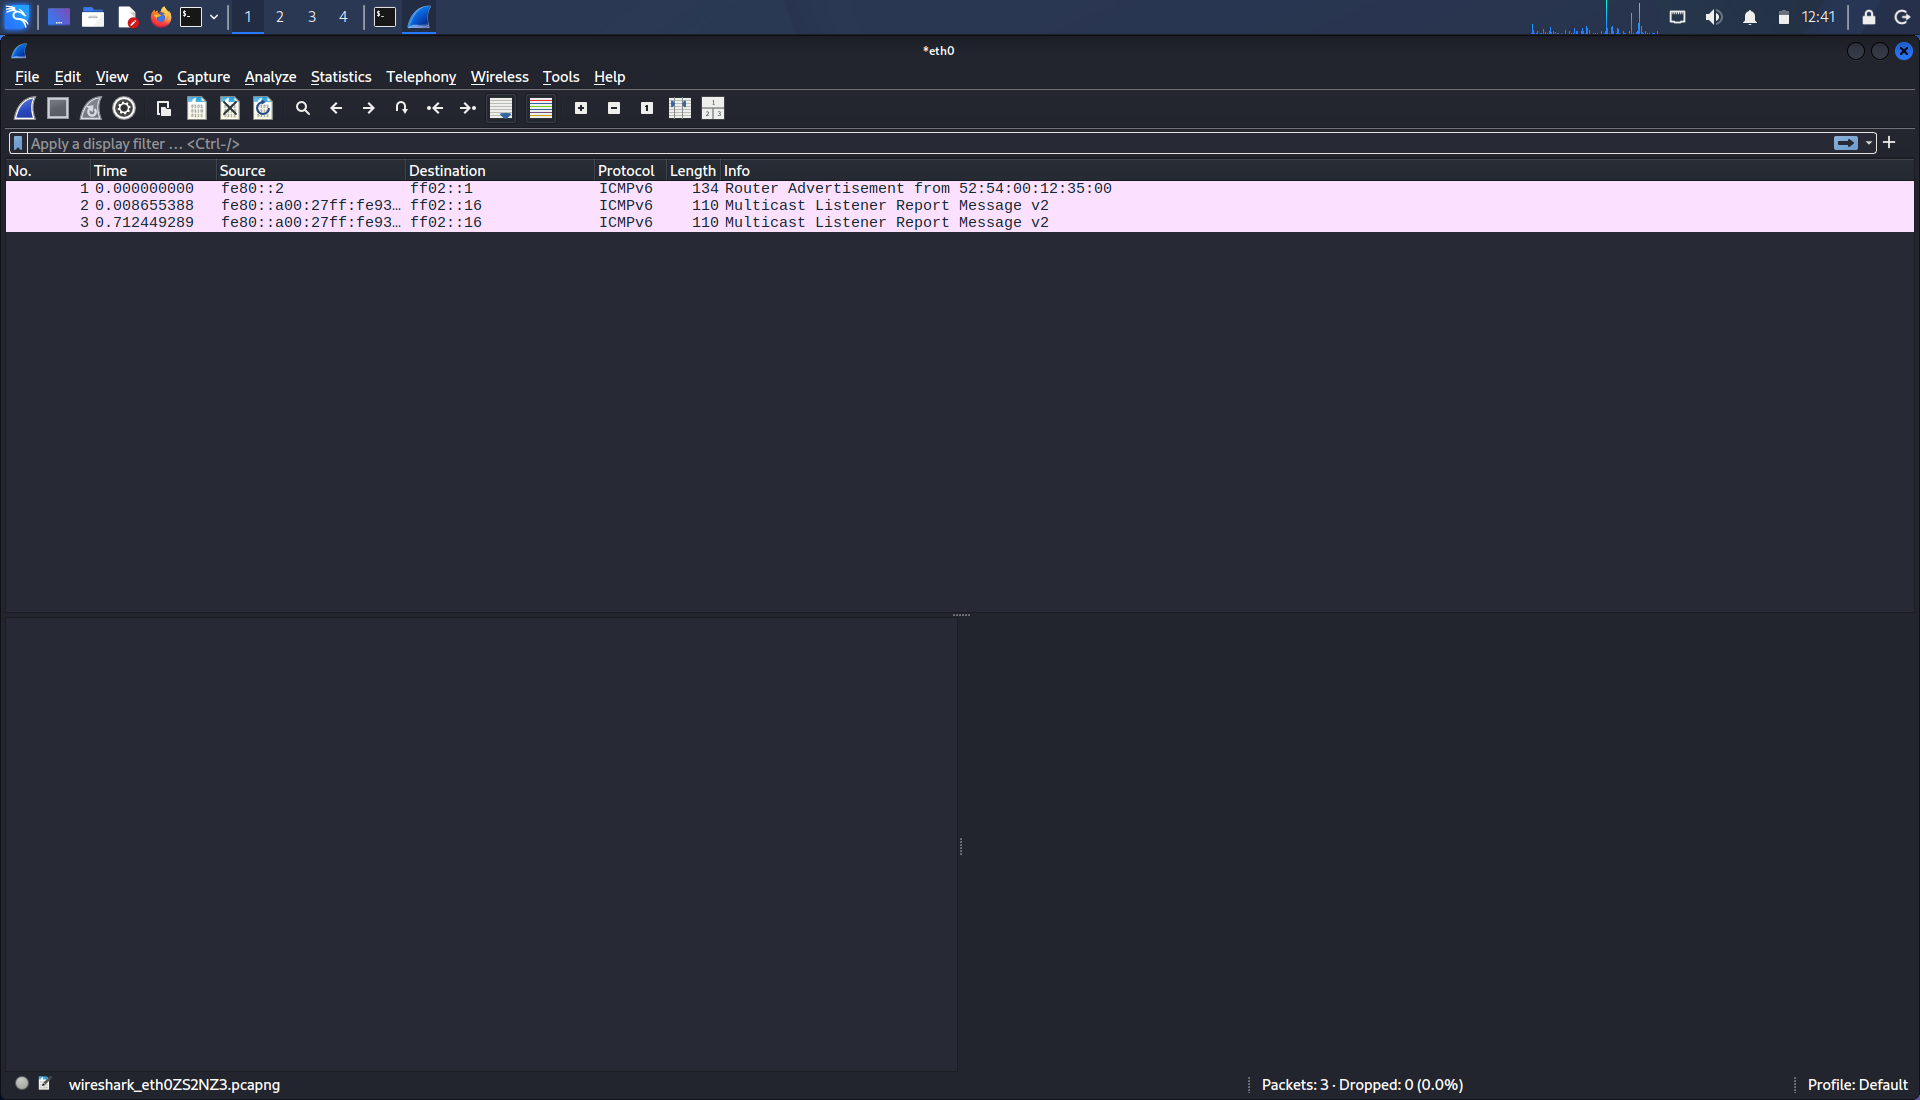 1 2 3 4 12:41
*eth0
File Edit View Go Capture Analyze Statistics Telephony Wireless Tools Help
Apply a display filter … <Ctrl-/>
No. Time Source Destination Protocol Length Info
1 0.000000000 fe80::2 ff02::1 ICMPv6 134 Router Advertisement from 52:54:00:12:35:00
2 0.008655388 fe80::a00:27ff:fe93… ff02::16 ICMPv6 110 Multicast Listener Report Message v2
3 0.712449289 fe80::a00:27ff:fe93… ff02::16 ICMPv6 110 Multicast Listener Report Message v2
wireshark_eth0ZS2NZ3.pcapng Packets: 3 · Dropped: 0 (0.0%) Profile: Default